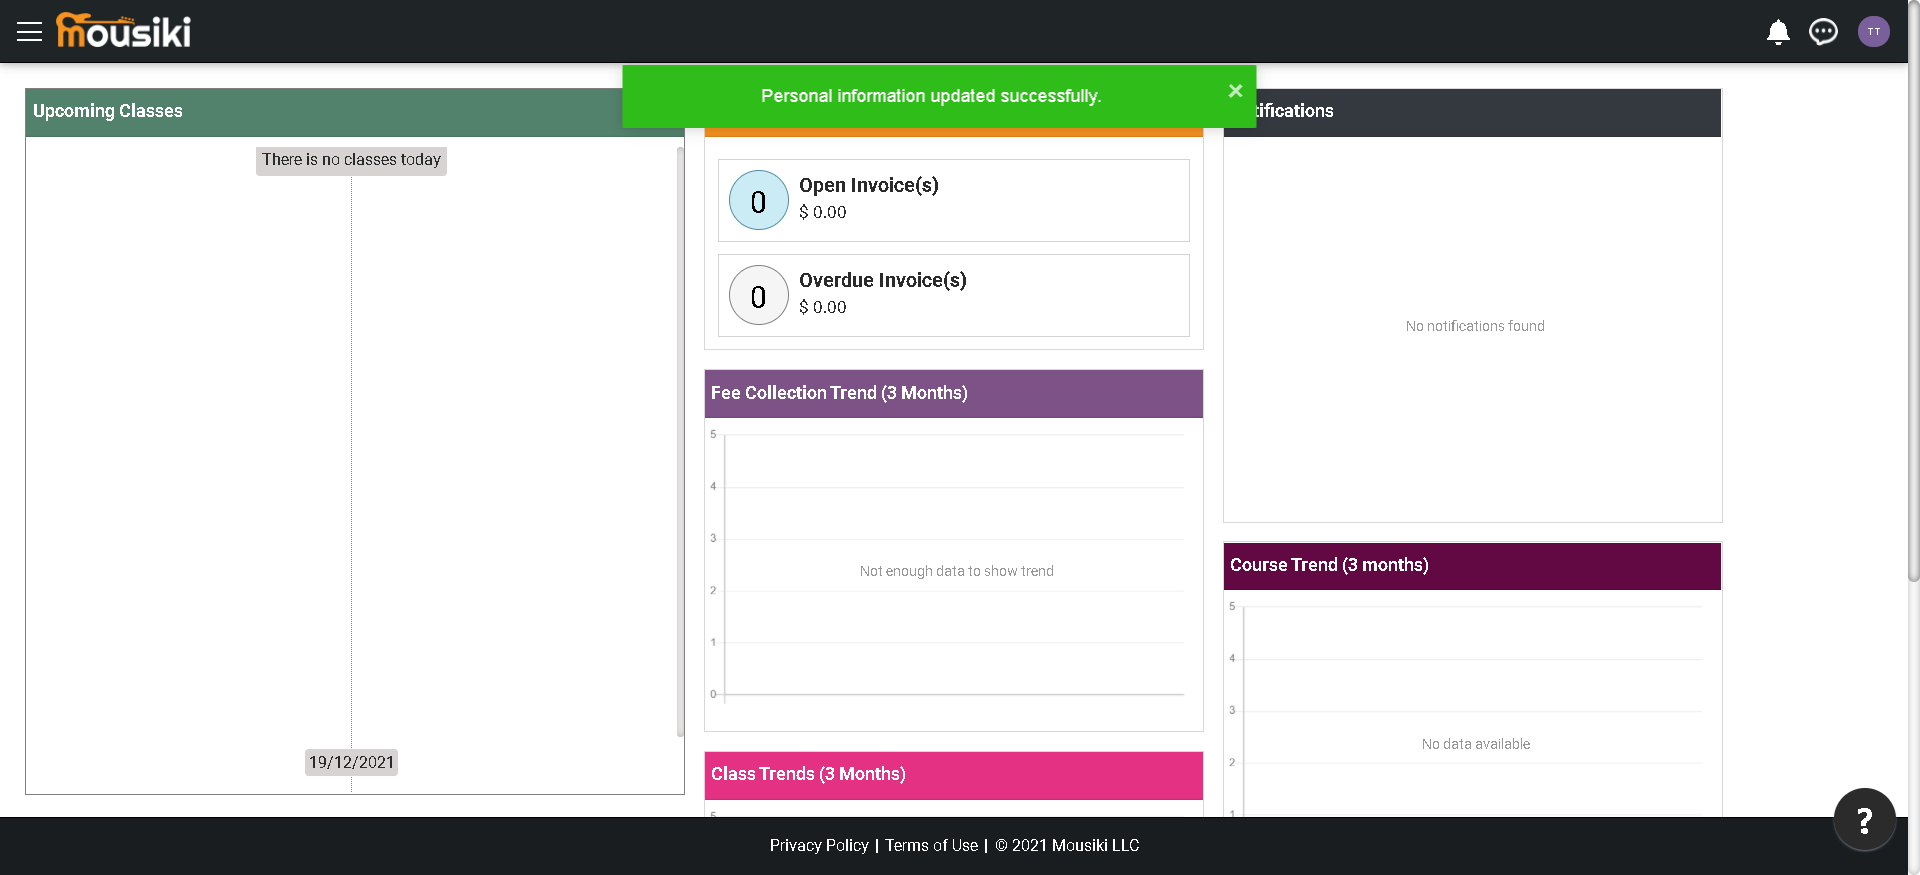 mousiki
TT
Personal information updated successfully.
×
Upcoming Classes
There is no classes today
19/12/2021
0
Open Invoice(s)
$ 0.00
0
Overdue Invoice(s)
$ 0.00
Fee Collection Trend (3 Months)
5
4
3
2
1
0
Not enough data to show trend
Class Trends (3 Months)
5
tifications
No notifications found
Course Trend (3 months)
5
4
3
2
1
No data available
?
Privacy Policy | Terms of Use | © 2021 Mousiki LLC